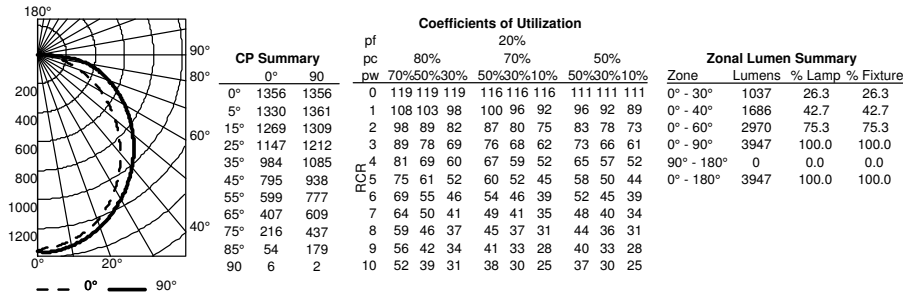 180°
90°
80°
60°
40°
200
400
600
800
1000
1200
0° 20°
0° 90°
CP Summary
0° 90
0° 1356 1356
5° 1330 1361
15° 1269 1309
25° 1147 1212
35° 984 1085
45° 795 938
55° 599 777
65° 407 609
75° 216 437
85° 54 179
90 6 2
Coefficients of Utilization
pf 20%
pc 80% 70% 50%
pw 70%50%30% 50%30%10% 50%30%10%
RCR
0 119 119 119 116 116 116 111 111 111
1 108 103 98 100 96 92 96 92 89
2 98 89 82 87 80 75 83 78 73
3 89 78 69 76 68 62 73 66 61
4 81 69 60 67 59 52 65 57 52
5 75 61 52 60 52 45 58 50 44
6 69 55 46 54 46 39 52 45 39
7 64 50 41 49 41 35 48 40 34
8 59 46 37 45 37 31 44 36 31
9 56 42 34 41 33 28 40 33 28
10 52 39 31 38 30 25 37 30 25
Zonal Lumen Summary
Zone Lumens % Lamp % Fixture
0° - 30° 1037 26.3 26.3
0° - 40° 1686 42.7 42.7
0° - 60° 2970 75.3 75.3
0° - 90° 3947 100.0 100.0
90° - 180° 0 0.0 0.0
0° - 180° 3947 100.0 100.0